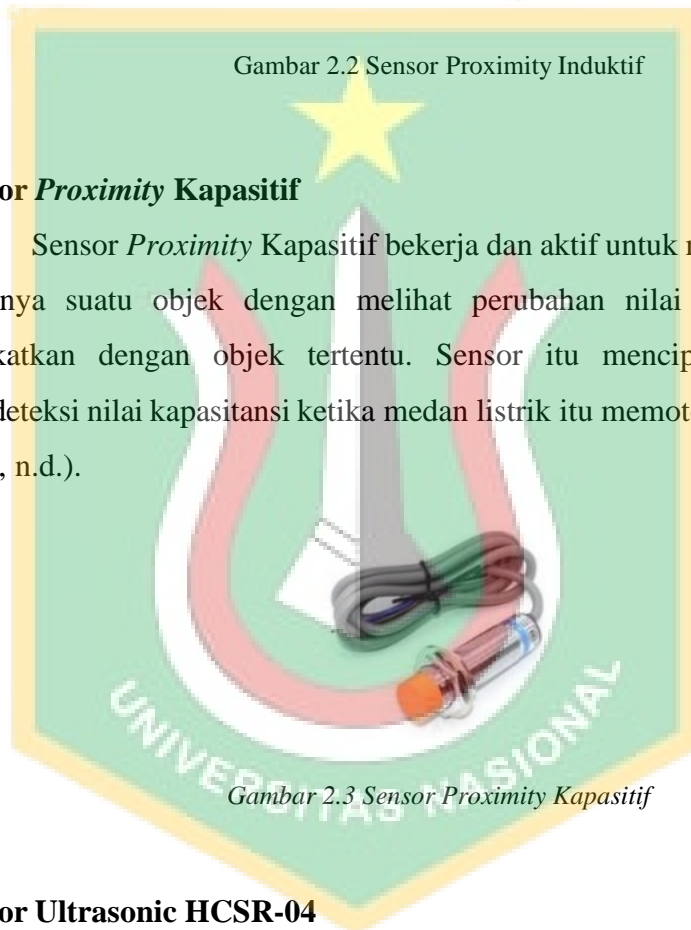 Gambar 2.2 Sensor Proximity Induktif
or Proximity Kapasitif
Sensor Proximity Kapasitif bekerja dan aktif untuk
nya suatu objek dengan melihat perubahan nilai
katkan dengan objek tertentu. Sensor itu mencip
deteksi nilai kapasitansi ketika medan listrik itu memot
, n.d.).
UNIVERSITAS NASIONAL
Gambar 2.3 Sensor Proximity Kapasitif
or Ultrasonic HCSR-04